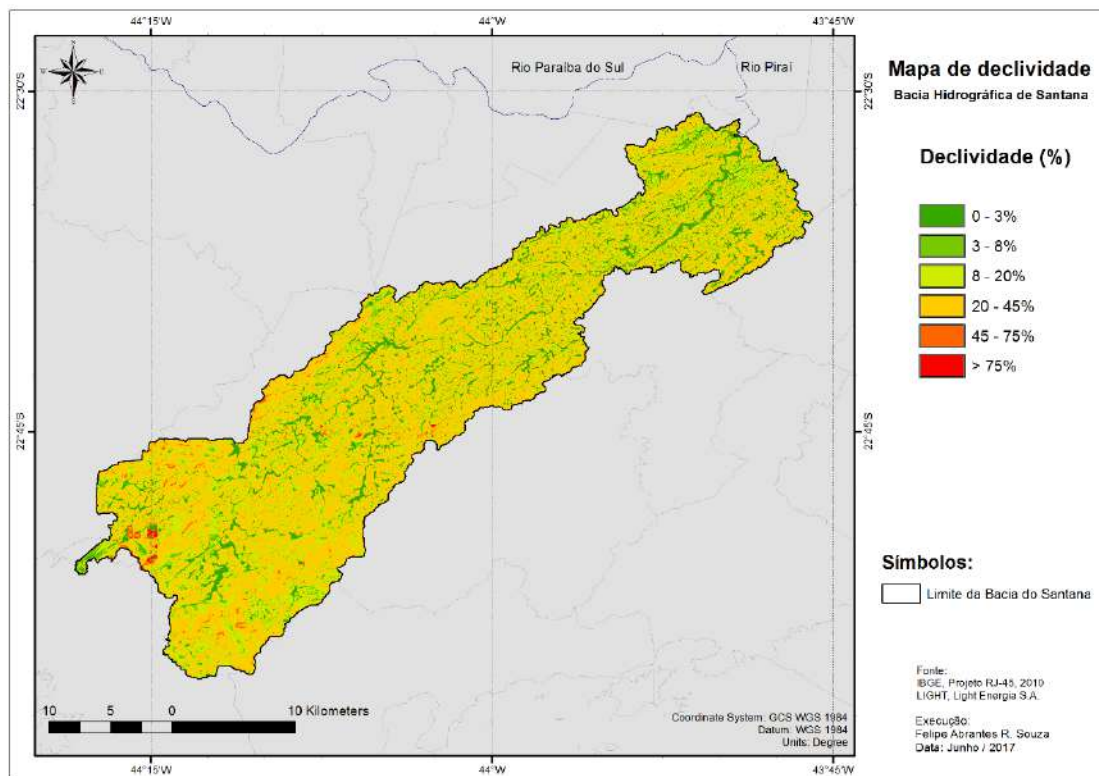 44°15'W 44°W 43°45'W
N
22°30'S 22°30'S
Rio Paraíba do Sul Rio Piraí
Mapa de declividade
Bacia Hidrográfica de Santana
Declividade (%)
0 - 3%
3 - 8%
8 - 20%
20 - 45%
45 - 75%
> 75%
22°45'S 22°45'S
Símbolos:
Limite da Bacia do Santana
10 5 0 10 Kilometers
Coordinate System: GCS WGS 1984
Datum: WGS 1984
Units: Degree
Fonte:
IBGE, Projeto RJ-45, 2010
LIGHT, Light Energia S.A.
Execução:
Felipe Abrantes R. Souza
Data: Junho / 2017
44°15'W 44°W 43°45'W